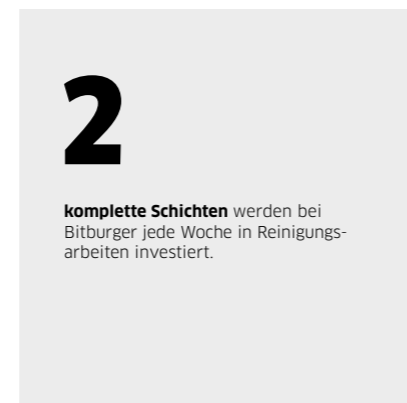 2
komplette Schichten werden bei
Bitburger jede Woche in Reinigungs-
arbeiten investiert.